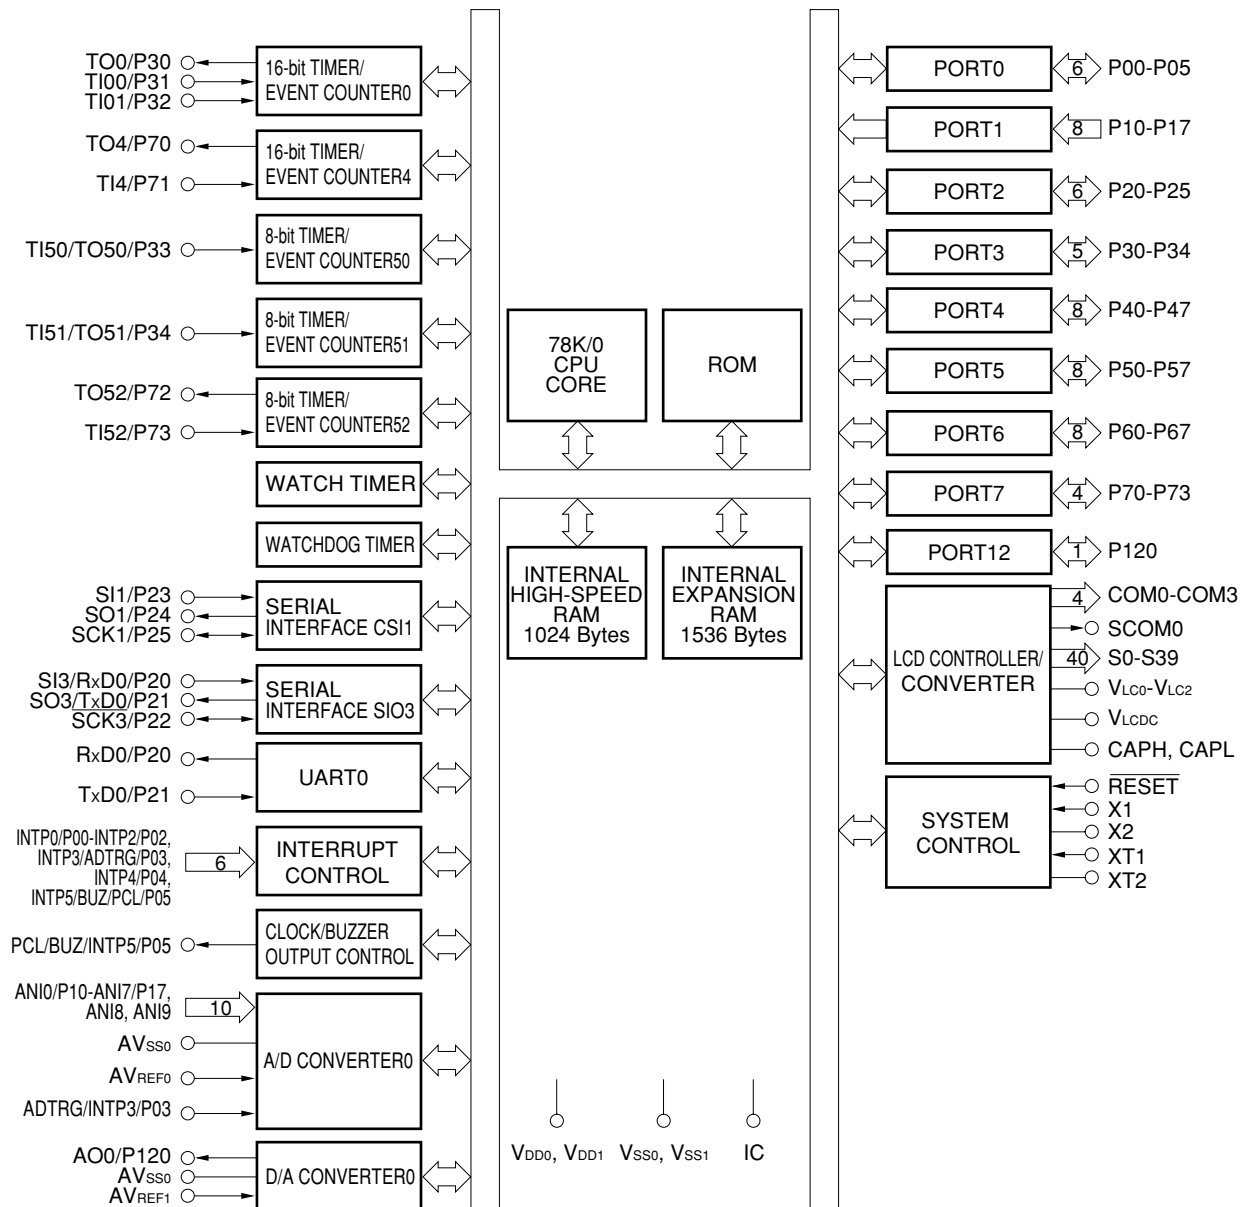 TO0/P30
TI00/P31
TI01/P32
16-bit TIMER/
EVENT COUNTER0
TO4/P70
TI4/P71
16-bit TIMER/
EVENT COUNTER4
TI50/TO50/P33
8-bit TIMER/
EVENT COUNTER50
TI51/TO51/P34
8-bit TIMER/
EVENT COUNTER51
TO52/P72
TI52/P73
8-bit TIMER/
EVENT COUNTER52
WATCH TIMER
WATCHDOG TIMER
SI1/P23
SO1/P24
SCK1/P25
SERIAL
INTERFACE CSI1
SI3/RxD0/P20
SO3/TxD0/P21
SCK3/P22
SERIAL
INTERFACE SIO3
RxD0/P20
TxD0/P21
UART0
INTP0/P00-INTP2/P02,
INTP3/ADTRG/P03,
INTP4/P04,
INTP5/BUZ/PCL/P05
6
INTERRUPT
CONTROL
PCL/BUZ/INTP5/P05
CLOCK/BUZZER
OUTPUT CONTROL
ANI0/P10-ANI7/P17,
ANI8, ANI9
10
AVSS0
AVREF0
ADTRG/INTP3/P03
A/D CONVERTER0
AO0/P120
AVSS0
AVREF1
D/A CONVERTER0
78K/0
CPU
CORE
ROM
INTERNAL
HIGH-SPEED
RAM
1024 Bytes
INTERNAL
EXPANSION
RAM
1536 Bytes
VDD0, VDD1
VSS0, VSS1
IC
PORT0
6
P00-P05
PORT1
8
P10-P17
PORT2
6
P20-P25
PORT3
5
P30-P34
PORT4
8
P40-P47
PORT5
8
P50-P57
PORT6
8
P60-P67
PORT7
4
P70-P73
PORT12
1
P120
LCD CONTROLLER/
CONVERTER
4
COM0-COM3
SCOM0
40
S0-S39
VLC0-VLC2
VLCDC
CAPH, CAPL
SYSTEM
CONTROL
RESET
X1
X2
XT1
XT2